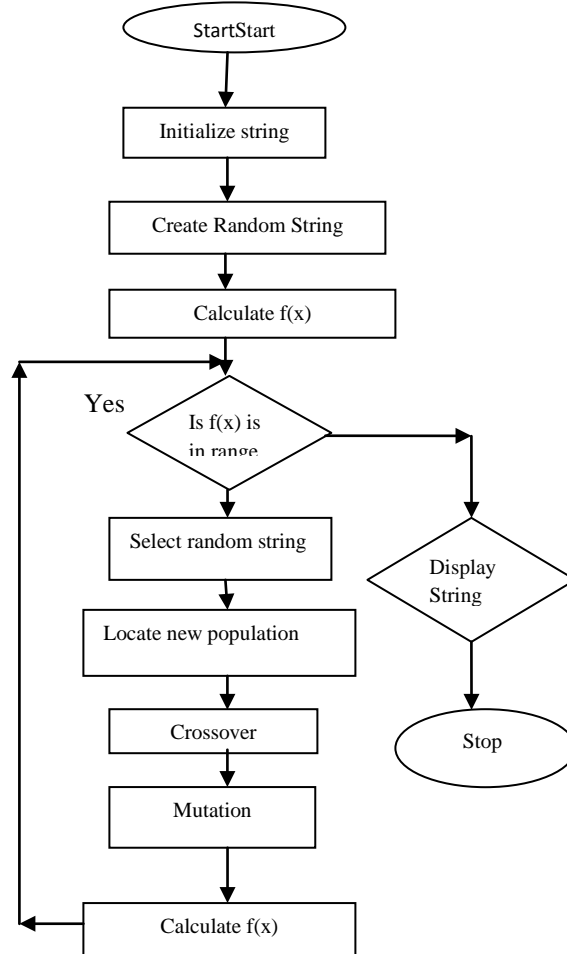 StartStart
Initialize string
Create Random String
Calculate f(x)
Yes
Is f(x) is
in range
Select random string
Locate new population
Crossover
Mutation
Calculate f(x)
Display
String
Stop